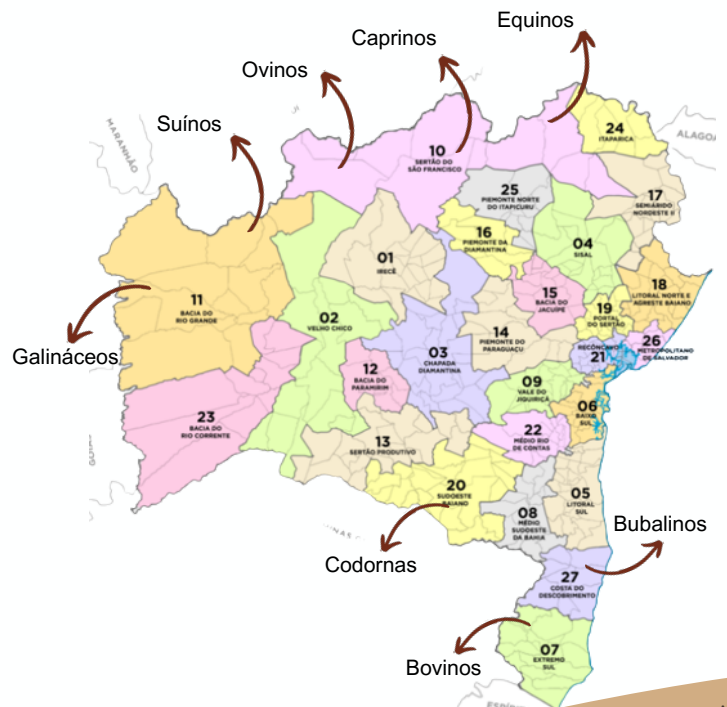 Equinos
Caprinos
Ovinos
Suínos
MARANHÃO
24
ITAPARICA
ALAGOA
10
SERTÃO DO
SÃO FRANCISCO
25
PIEMONTE NORTE
DO ITAPICURU
17
SEMIÁRIDO
NORDESTE II
16
PIEMONTE DA
DIAMANTINA
04
SISAL
01
IRECÊ
11
BACIA DO
RIO GRANDE
02
VELHO CHICO
15
BACIA DO
JACUÍPE
18
LITORAL NORTE E
AGRESTE BAIANO
19
PORTAL
DO SERTÃO
14
PIEMONTE DO
PARAGUAÇU
03
CHAPADA
DIAMANTINA
RECÔNCAVO
21
26
METROPOLITANO
DE SALVADOR
Galináceos
12
BACIA DO
PARAMIRIM
09
VALE DO
JIQUIRIÇÁ
06
BAIXO
SUL
23
BACIA DO
RIO CORRENTE
22
MÉDIO RIO
DE CONTAS
13
SERTÃO PRODUTIVO
20
SUDOESTE
BAIANO
05
LITORAL
SUL
08
MÉDIO
SUDOESTE
DA BAHIA
Bubalinos
Codornas
27
COSTA DO
DESCOBRIMENTO
07
EXTREMO
SUL
Bovinos